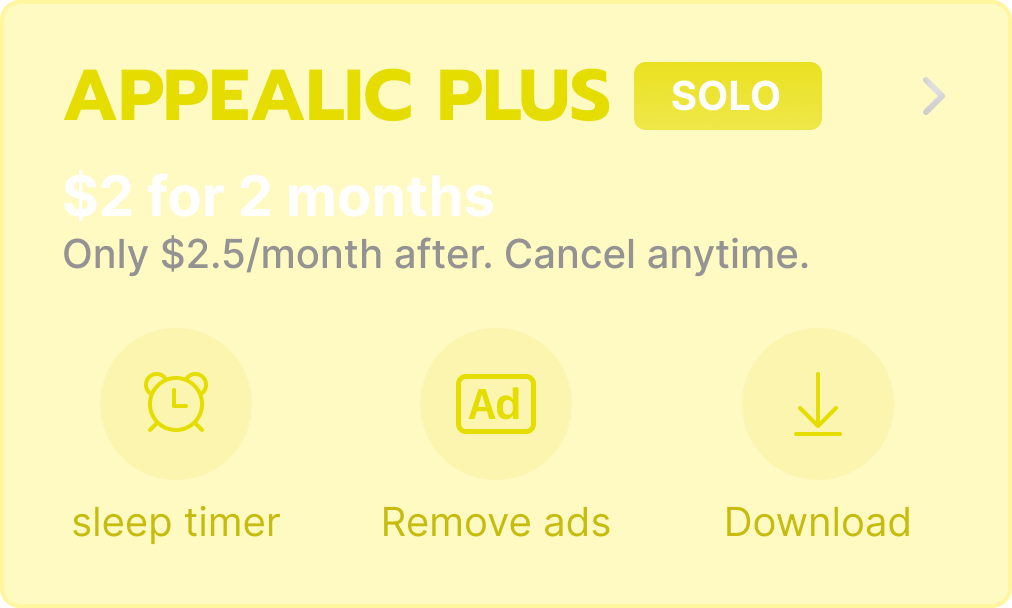 APPEALIC PLUS SOLO
$2 for 2 months
Only $2.5/month after. Cancel anytime.
Ad
sleep timer Remove ads Download